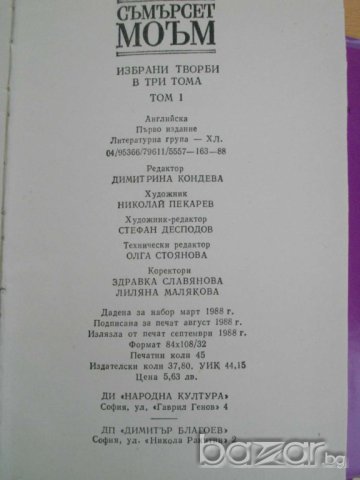 СЪМЪРСЕТ
МОЪМ
ИЗБРАНИ ТВОРБИ
В ТРИ ТОМА
ТОМ I
Английска
Първо издание
Литературна група — ХЛ.
04/95366/79611/5557—163—88
Редактор
ДИМИТРИНА КОНДЕВА
Художник
НИКОЛАЙ ПЕКАРЕВ
Художник-редактор
СТЕФАН ДЕСПОДОВ
Технически редактор
ОЛГА СТОЯНОВА
Коректори
ЗДРАВКА СЛАВЯНОВА
ЛИЛЯНА МАЛЯКОВА
Дадена за набор март 1988 г.
Подписана за печат август 1988 г.
Излязла от печат септември 1988 г.
Формат 84х108/32
Печатни коли 45
Издателски коли 37,80. УИК 44,15
Цена 5,63 лв.
ДИ «НАРОДНА КУЛТУРА»
София, ул. «Гаврил Генов» 4
ДП «ДИМИТЪР БЛАГОЕВ»
София, ул. «Никола Ракитин» 2
bazar.bg